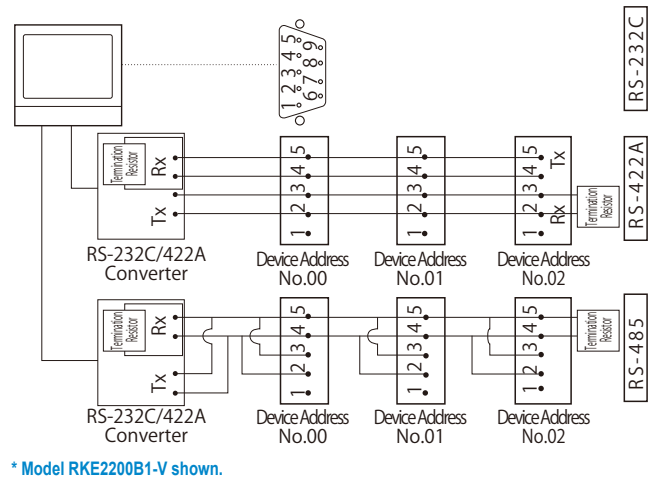 5 4 3 2 1
9 8 7 6
RS-232C
Termination
Resistor
Rx
Tx
5 4 3 2 1
5 4 3 2 1
5 4 3 2 1
Tx
Rx
Termination
Resistor
RS-422A
RS-232C/422A
Converter
Device Address
No.00
Device Address
No.01
Device Address
No.02
Termination
Resistor
Rx
Tx
5 4 3 2 1
5 4 3 2 1
5 4 3 2 1
Termination
Resistor
RS-485
RS-232C/422A
Converter
Device Address
No.00
Device Address
No.01
Device Address
No.02
* Model RKE2200B1-V shown.